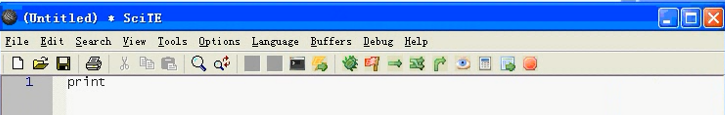 (Untitled) * SciTE
File Edit Search View Tools Options Language Buffers Debug Help
1 print